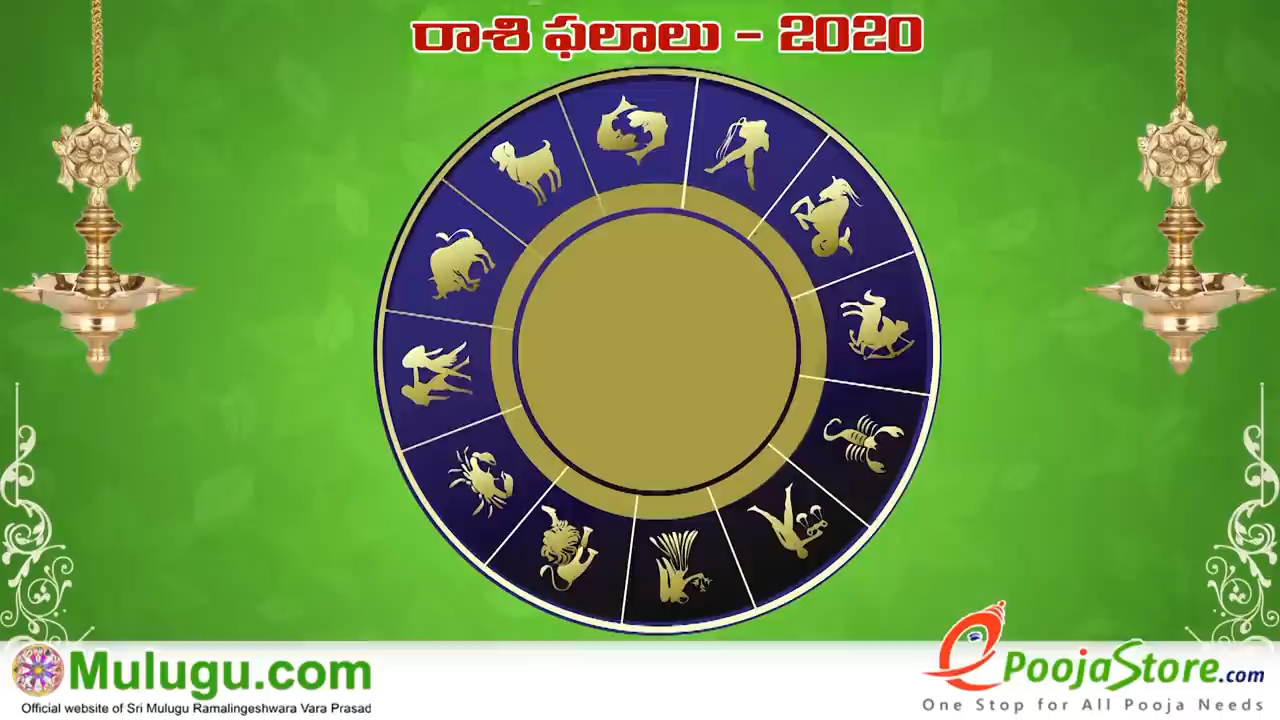 రాశి ఫలాలు - 2020
Mulugu.com
Official website of Sri Mulugu Ramalingeshwara Vara Prasad
ePoojaStore.com
One Stop for All Pooja Needs